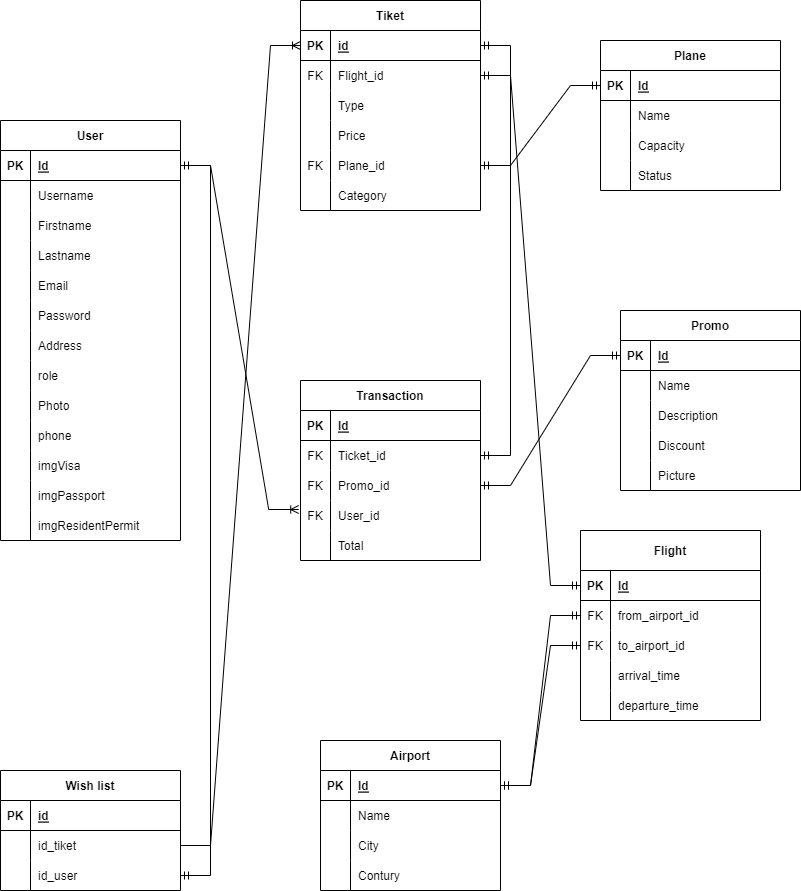 Tiket
PK id
FK Flight_id
Type
Price
FK Plane_id
Category
Plane
PK Id
Name
Capacity
Status
User
PK Id
Username
Firstname
Lastname
Email
Password
Address
role
Photo
phone
imgVisa
imgPassport
imgResidentPermit
Transaction
PK Id
FK Ticket_id
FK Promo_id
FK User_id
Total
Promo
PK Id
Name
Description
Discount
Picture
Flight
PK Id
FK from_airport_id
FK to_airport_id
arrival_time
departure_time
Wish list
PK id
id_tiket
id_user
Airport
PK Id
Name
City
Contury